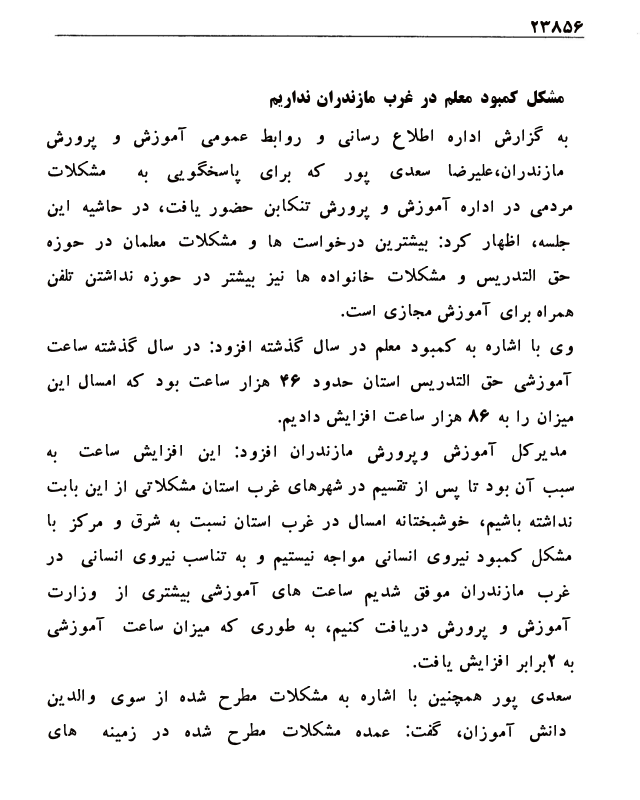 ۲۳۸۵۶
مشکل کمبود معلم در غرب مازندران نداریم
به گزارش اداره اطلاع رسانی و روابط عمومی آموزش و پرورش
مازندران،علیرضا سعدی پور که برای پاسخگویی به مشکلات
مردمی در اداره آموزش و پرورش تنکابن حضور یافت، در حاشیه این
جلسه، اظهار کرد: بیشترین درخواست ها و مشکلات معلمان در حوزه
حق التدریس و مشکلات خانواده ها نیز بیشتر در حوزه نداشتن تلفن
همراه برای آموزش مجازی است.
وی با اشاره به کمبود معلم در سال گذشته افزود: در سال گذشته ساعت
آموزشی حق التدریس استان حدود ۴۶ هزار ساعت بود که امسال این
میزان را به ۸۶ هزار ساعت افزایش دادیم.
مدیرکل آموزش وپرورش مازندران افزود: این افزایش ساعت به
سبب آن بود تا پس از تقسیم در شهرهای غرب استان مشکلاتی از این بابت
نداشته باشیم، خوشبختانه امسال در غرب استان نسبت به شرق و مرکز با
مشکل کمبود نیروی انسانی مواجه نیستیم و به تناسب نیروی انسانی در
غرب مازندران موفق شدیم ساعت های آموزشی بیشتری از وزارت
آموزش و پرورش دریافت کنیم، به طوری که میزان ساعت آموزشی
به ۲برابر افزایش یافت.
سعدی پور همچنین با اشاره به مشکلات مطرح شده از سوی والدین
دانش آموزان، گفت: عمده مشکلات مطرح شده در زمینه های